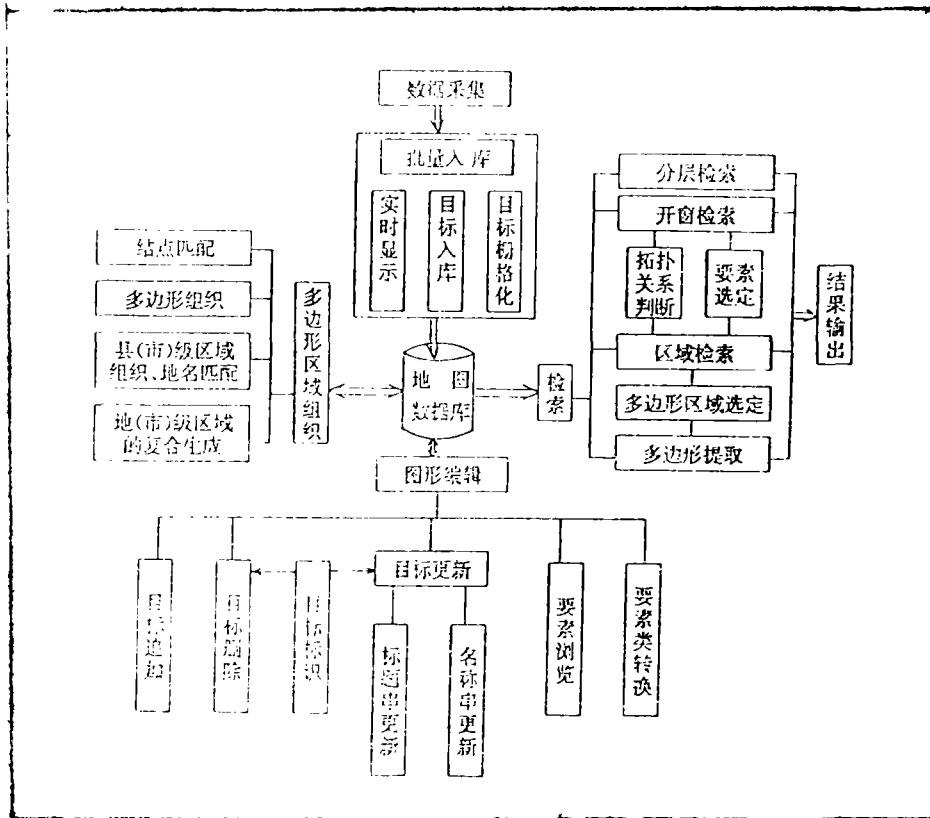 数据采集
批量入库
实时显示
目标入库
目标栅格化
结点匹配
多边形组织
县(市)级区域
组织、地名匹配
地(市)级区域
的复合生成
多边形区域组织
地 图
数据库
检索
分层检索
开窗检索
拓扑
关系
判断
要素
选定
区域检索
多边形区域选定
多边形提取
结果输出
图形编辑
目标追加
目标删除
目标标识
目标更新
标题串更新
名称串更新
要素浏览
要素类转换